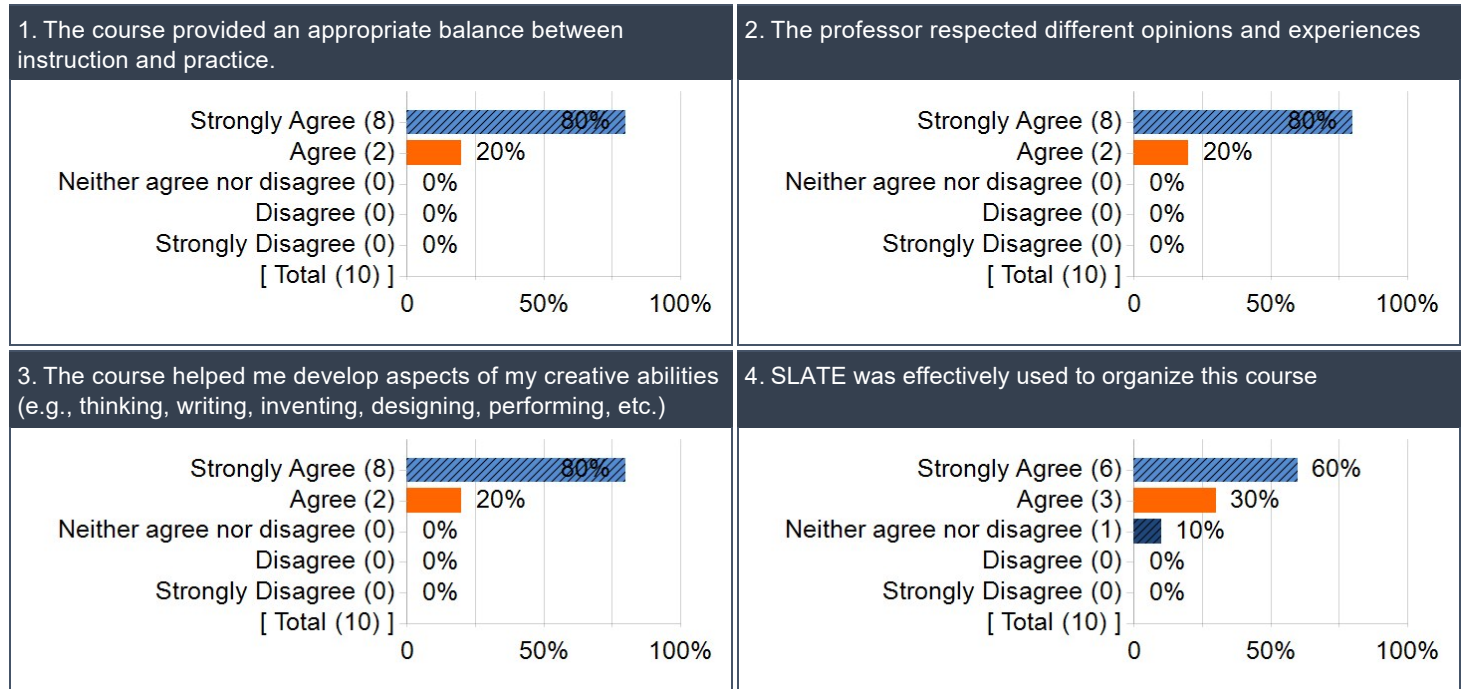 1. The course provided an appropriate balance between
instruction and practice.
Strongly Agree (8) 80%
Agree (2) 20%
Neither agree nor disagree (0) 0%
Disagree (0) 0%
Strongly Disagree (0) 0%
[ Total (10) ]
0 50% 100%
2. The professor respected different opinions and experiences
Strongly Agree (8) 80%
Agree (2) 20%
Neither agree nor disagree (0) 0%
Disagree (0) 0%
Strongly Disagree (0) 0%
[ Total (10) ]
0 50% 100%
3. The course helped me develop aspects of my creative abilities
(e.g., thinking, writing, inventing, designing, performing, etc.)
Strongly Agree (8) 80%
Agree (2) 20%
Neither agree nor disagree (0) 0%
Disagree (0) 0%
Strongly Disagree (0) 0%
[ Total (10) ]
0 50% 100%
4. SLATE was effectively used to organize this course
Strongly Agree (6) 60%
Agree (3) 30%
Neither agree nor disagree (1) 10%
Disagree (0) 0%
Strongly Disagree (0) 0%
[ Total (10) ]
0 50% 100%